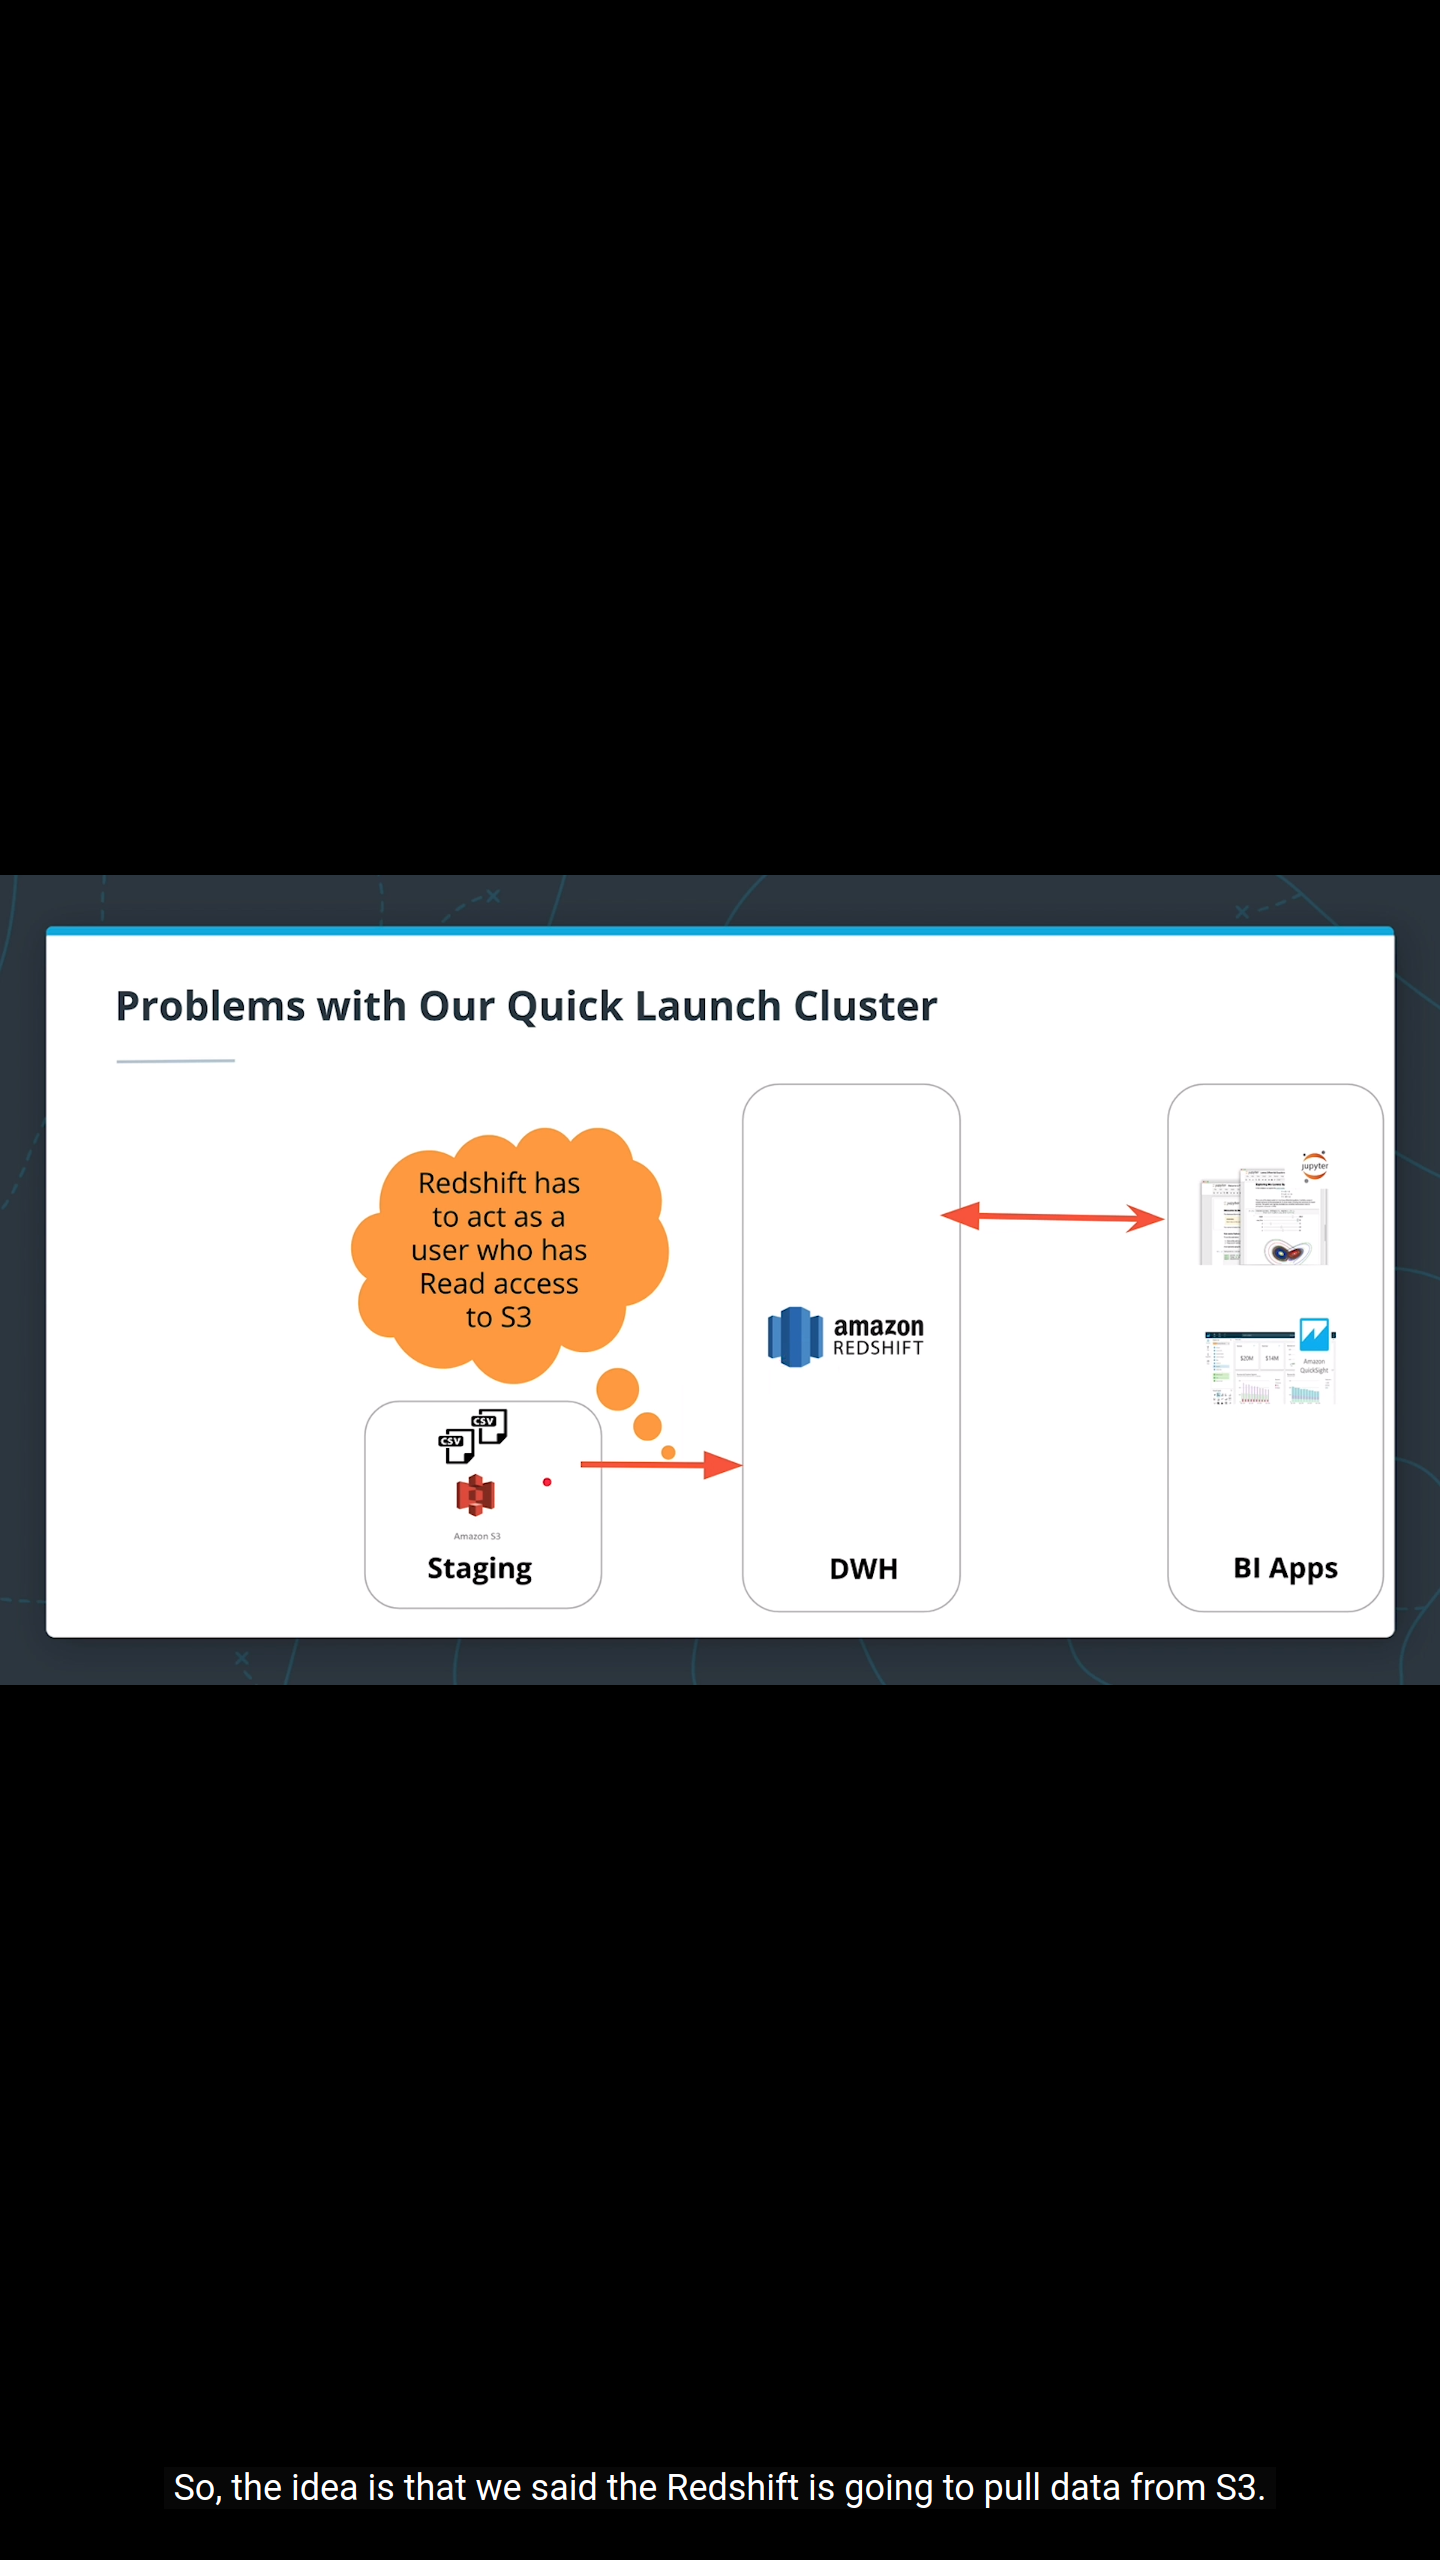 Problems with Our Quick Launch Cluster
Redshift has
to act as a
user who has
Read access
to S3
CSV
CSV
Amazon S3
Staging
amazon
REDSHIFT
DWH
jupyter
$20M
$14M
Amazon
QuickSight
BI Apps
So, the idea is that we said the Redshift is going to pull data from S3.